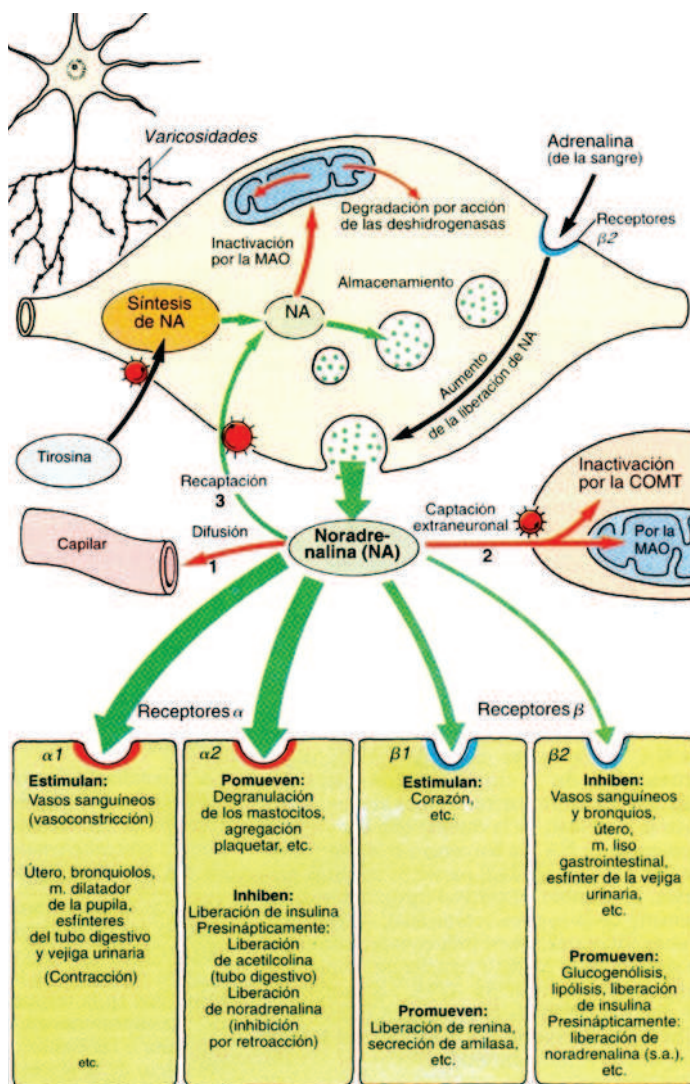 Varicosidades
Adrenalina
(de la sangre)
Receptores
β2
Degradación por acción
de las deshidrogenasas
Inactivación
por la MAO
Almacenamiento
Síntesis
de NA
NA
Aumento
de la liberación de NA
Tirosina
Recaptación
3
Inactivación
por la COMT
Captación
extraneuronal
Por la
MAO
2
Capilar
Difusión
1
Noradre-
nalina (NA)
Receptores α
Receptores β
α1
Estimulan:
Vasos sanguíneos
(vasoconstricción)
Útero, bronquiolos,
m. dilatador
de la pupila,
esfínteres
del tubo digestivo
y vejiga urinaria
(Contracción)
etc.
α2
Pomueven:
Degranulación
de los mastocitos,
agregación
plaquetar, etc.
Inhiben:
Liberación de insulina
Presinápticamente:
Liberación
de acetilcolina
(tubo digestivo)
Liberación
de noradrenalina
(inhibición
por retroacción)
β1
Estimulan:
Corazón,
etc.
Promueven:
Liberación de renina,
secreción de amilasa,
etc.
β2
Inhiben:
Vasos sanguíneos
y bronquios,
útero,
m. liso
gastrointestinal,
esfínter de la vejiga
urinaria,
etc.
Promueven:
Glucogenólisis,
lipólisis, liberación
de insulina
Presinápticamente:
liberación de
noradrenalina (s.a.),
etc.